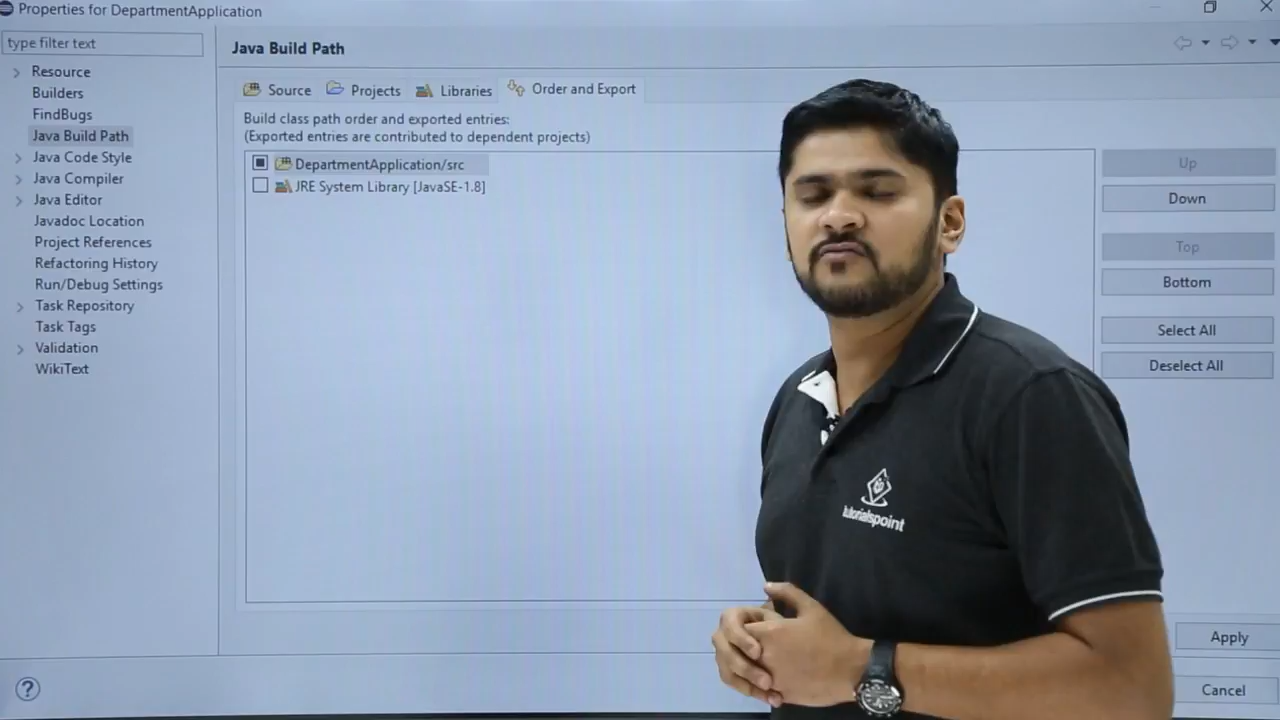 Properties for DepartmentApplication
type filter text
Resource
Builders
FindBugs
Java Build Path
Java Code Style
Java Compiler
Java Editor
Javadoc Location
Project References
Refactoring History
Run/Debug Settings
Task Repository
Task Tags
Validation
WikiText
?
Java Build Path
Source Projects Libraries Order and Export
Build class path order and exported entries:
(Exported entries are contributed to dependent projects)
DepartmentApplication/src
JRE System Library [JavaSE-1.8]
Up
Down
Top
Bottom
Select All
Deselect All
Apply
Cancel
tutorialspoint